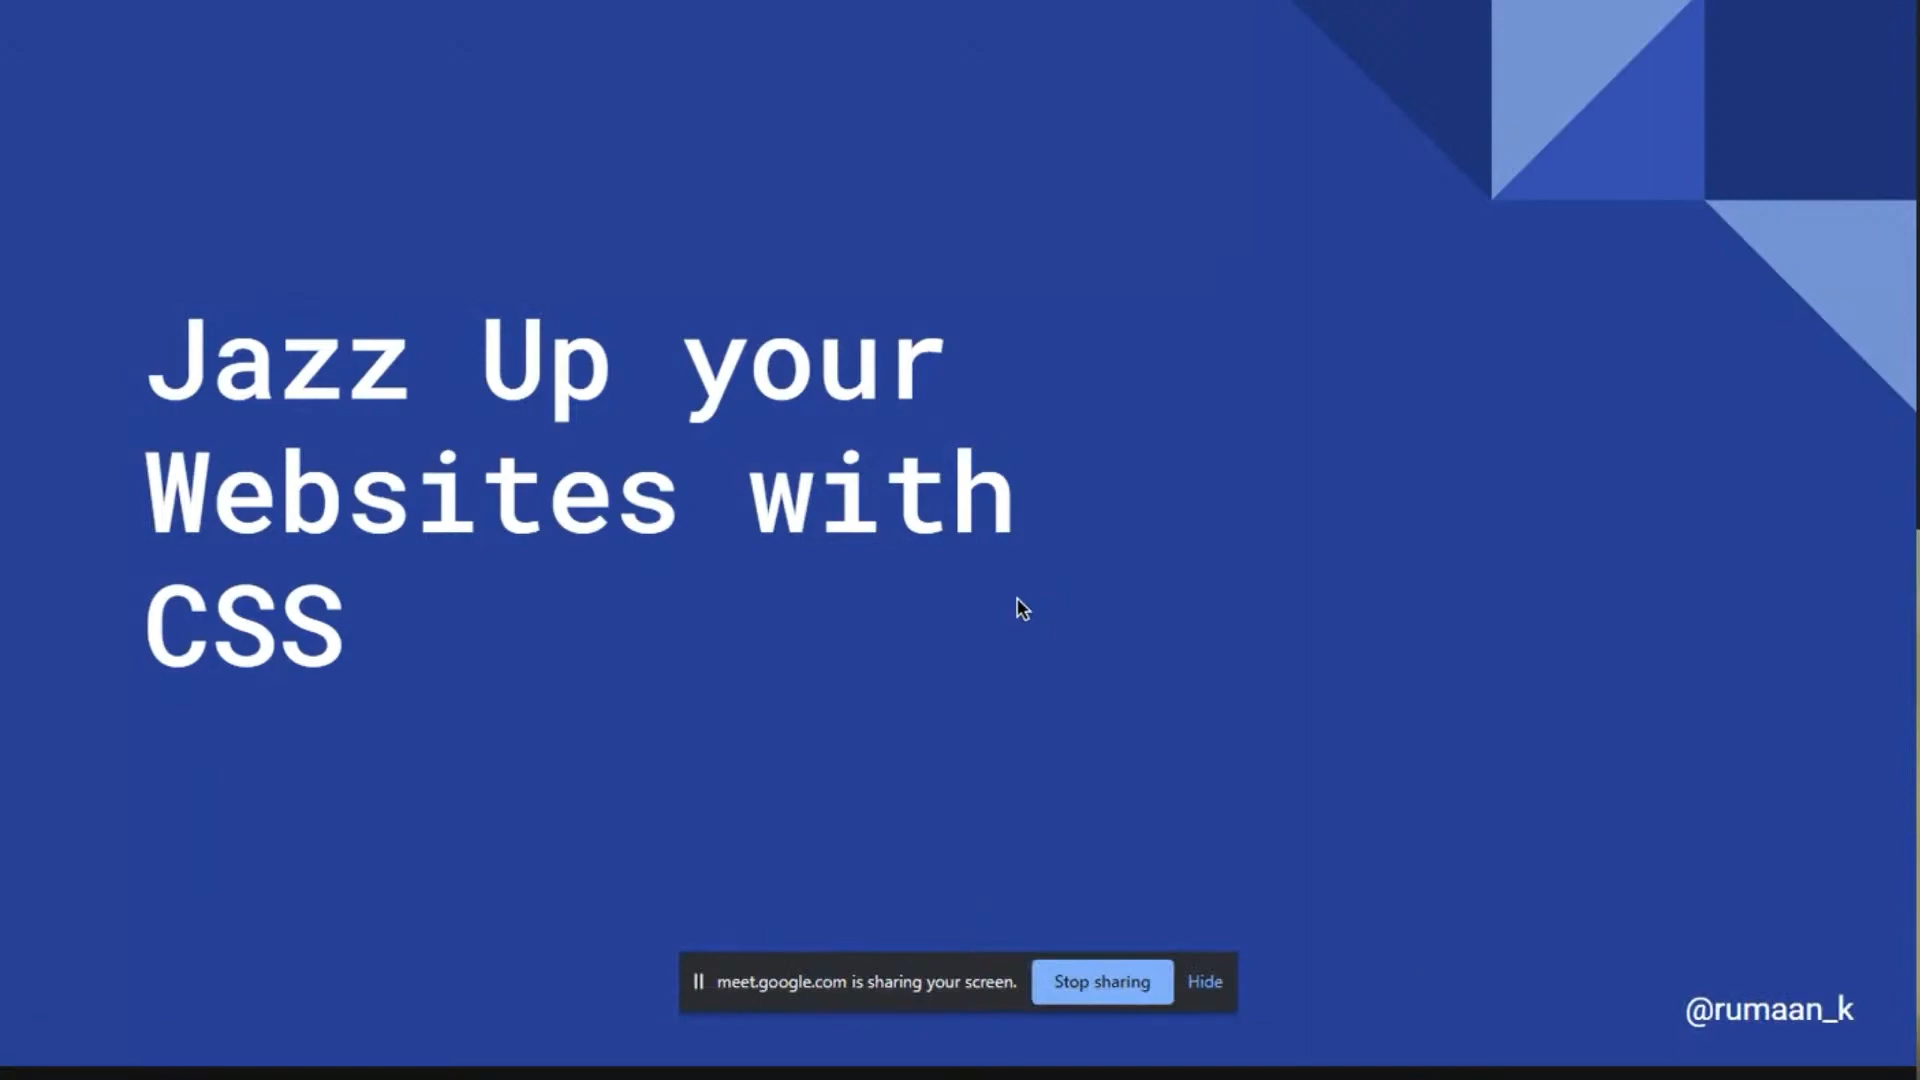 Jazz Up your
Websites with
CSS
meet.google.com is sharing your screen. Stop sharing Hide
@rumaan_k